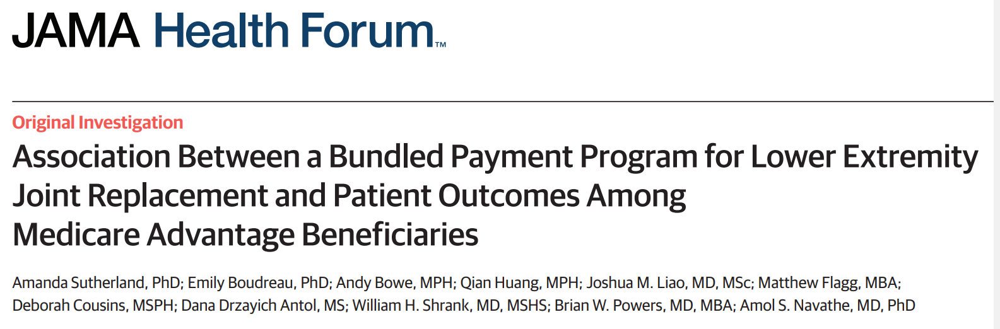 JAMA Health Forum™
Original Investigation
Association Between a Bundled Payment Program for Lower Extremity
Joint Replacement and Patient Outcomes Among
Medicare Advantage Beneficiaries
Amanda Sutherland, PhD; Emily Boudreau, PhD; Andy Bowe, MPH; Qian Huang, MPH; Joshua M. Liao, MD, MSc; Matthew Flagg, MBA;
Deborah Cousins, MSPH; Dana Drzayich Antol, MS; William H. Shrank, MD, MSHS; Brian W. Powers, MD, MBA; Amol S. Navathe, MD, PhD